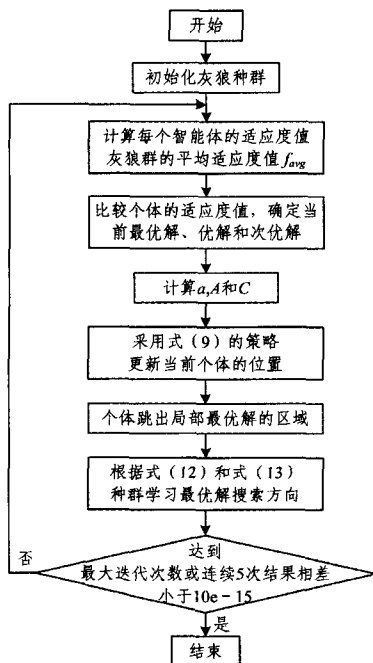 开始
初始化灰狼种群
计算每个智能体的适应度值
灰狼群的平均适应度值f_avg
比较个体的适应度值，确定当
前最优解、优解和次优解
计算a,A和C
采用式（9）的策略
更新当前个体的位置
个体跳出局部最优解的区域
根据式（12）和式（13）
种群学习最优解搜索方向
达到
最大迭代次数或连续5次结果相差
小于10e－15
否
是
结束